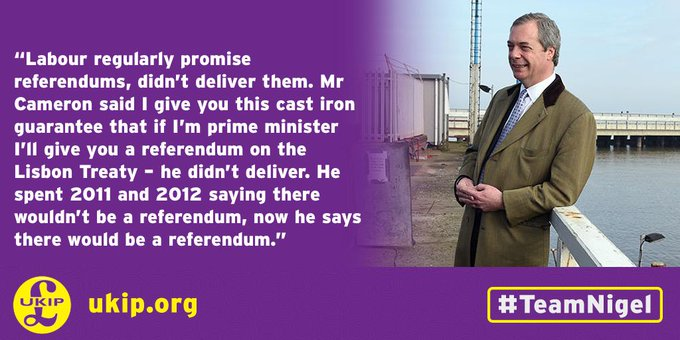 “Labour regularly promise
referendums, didn’t deliver them. Mr
Cameron said I give you this cast iron
guarantee that if I’m prime minister
I’ll give you a referendum on the
Lisbon Treaty – he didn’t deliver. He
spent 2011 and 2012 saying there
wouldn’t be a referendum, now he says
there would be a referendum.”
UKIP
ukip.org
#TeamNigel